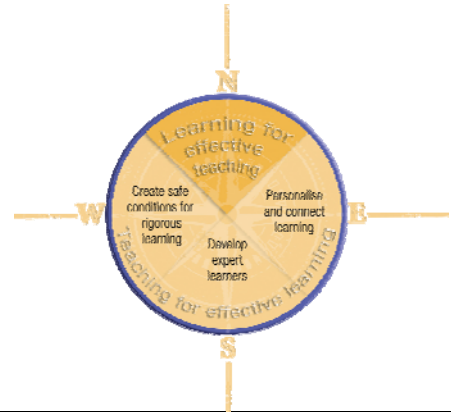 N
Learning for
effective
teaching
Create safe
conditions for
rigorous
learning
Personalise
and connect
learning
W
E
Develop
expert
learners
Teaching for effective learning
S